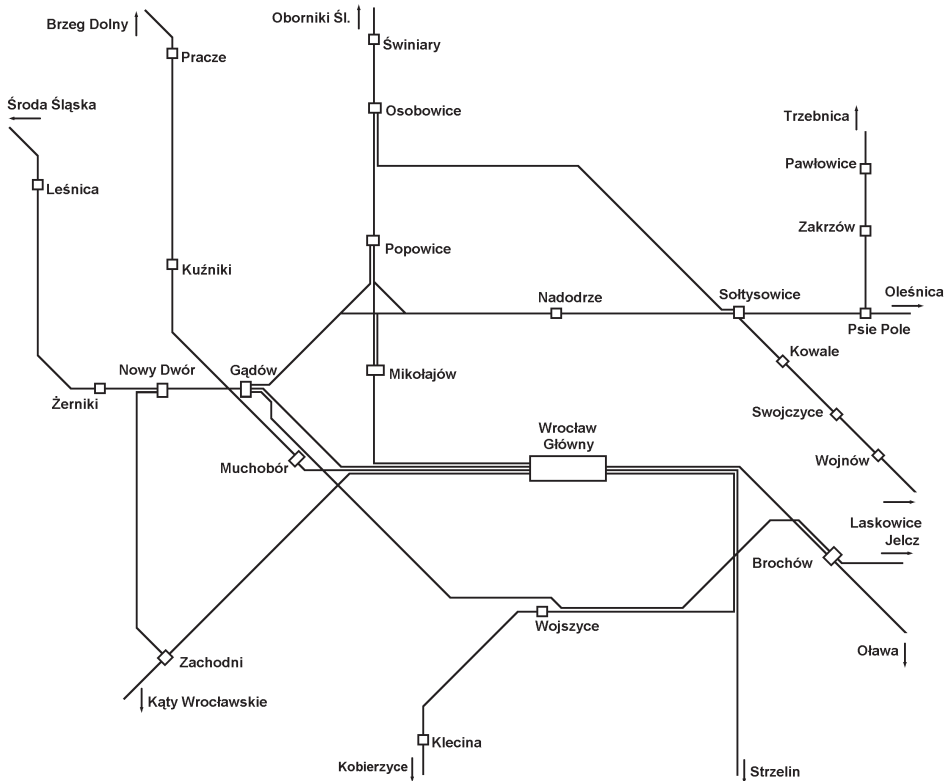 Brzeg Dolny
Oborniki Śl.
Świniary
Pracze
Środa Śląska
Osobowice
Trzebnica
Pawłowice
Leśnica
Zakrzów
Popowice
Kuźniki
Nadodrze
Sołtysowice
Oleśnica
Psie Pole
Kowale
Nowy Dwór
Gądów
Mikołajów
Żerniki
Swojczyce
Wrocław
Główny
Muchobór
Wojnów
Laskowice
Jelcz
Brochów
Wojszyce
Oława
Zachodni
Kąty Wrocławskie
Klecina
Kobierzyce
Strzelin